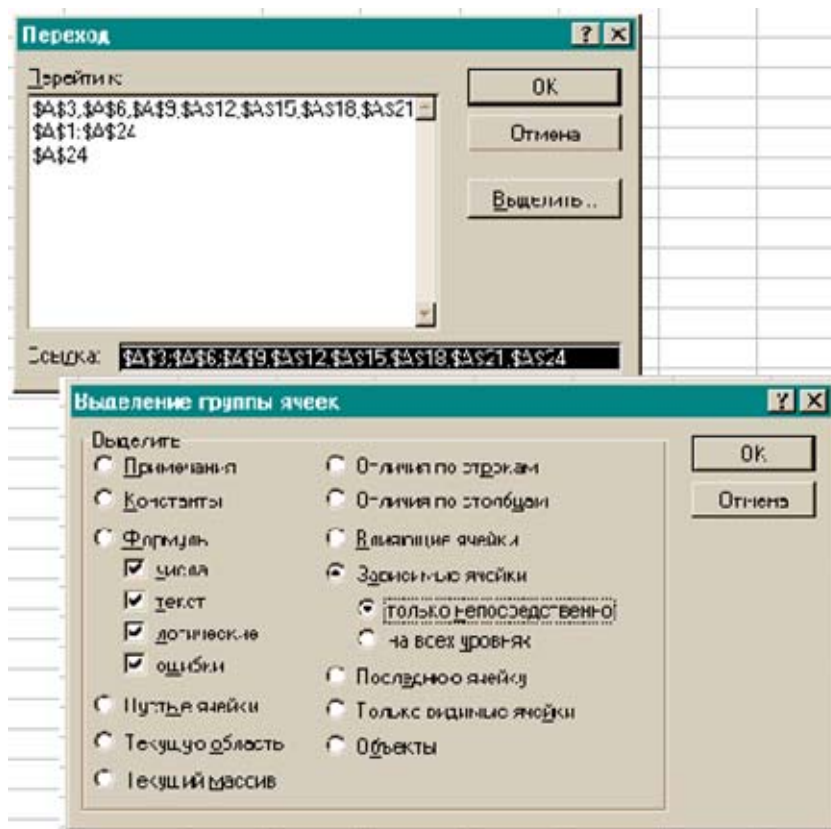 Переход
Перейти к:
$A$3,$A$6,$A$9,$A$12,$A$15,$A$18,$A$21
$A$1:$A$24
$A$24
OK
Отмена
Выделить...
Ссылка: $A$3;$A$6;$A$9;$A$12;$A$15;$A$18;$A$21;$A$24
Выделение группы ячеек
OK
Отмена
Выделить
Примечания
Константы
Формулы
числа
текст
логические
ошибки
Пустые ячейки
Текущую область
Текущий массив
Отличия по строкам
Отличия по столбцам
Влияющие ячейки
Зависимые ячейки
только непосредственно
на всех уровнях
Последнюю ячейку
Только видимые ячейки
Объекты